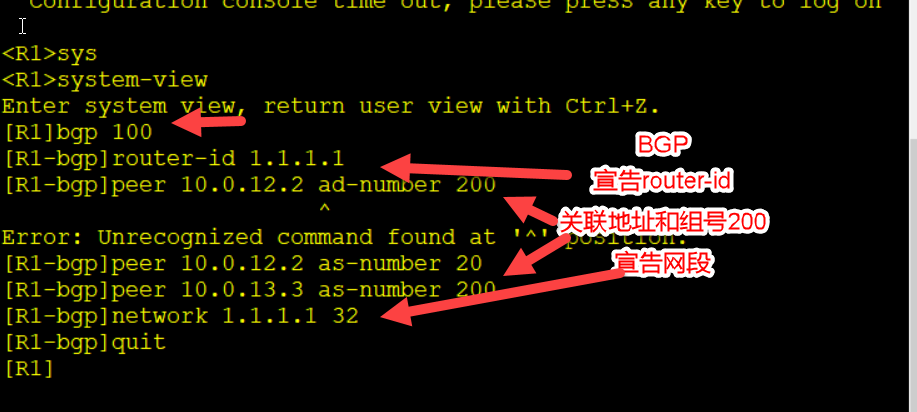 Configuration console time out, please press any key to log on
<R1>sys
<R1>system-view
Enter system view, return user view with Ctrl+Z.
[R1]bgp 100
[R1-bgp]router-id 1.1.1.1
[R1-bgp]peer 10.0.12.2 ad-number 200
^
Error: Unrecognized command found at '^' position.
[R1-bgp]peer 10.0.12.2 as-number 20
[R1-bgp]peer 10.0.13.3 as-number 200
[R1-bgp]network 1.1.1.1 32
[R1-bgp]quit
[R1]
BGP
宣告router-id
关联地址和组号200
宣告网段